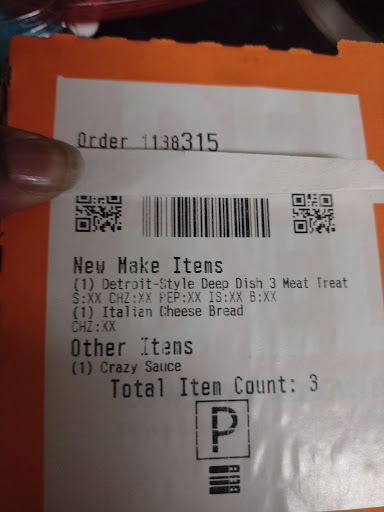 Order 1138315
New Make Items
(1) Detroit-Style Deep Dish 3 Meat Treat
S:XX CHZ:XX PEP:XX IS:XX B:XX
(1) Italian Cheese Bread
CHZ:XX
Other Items
(1) Crazy Sauce
Total Item Count: 3
P